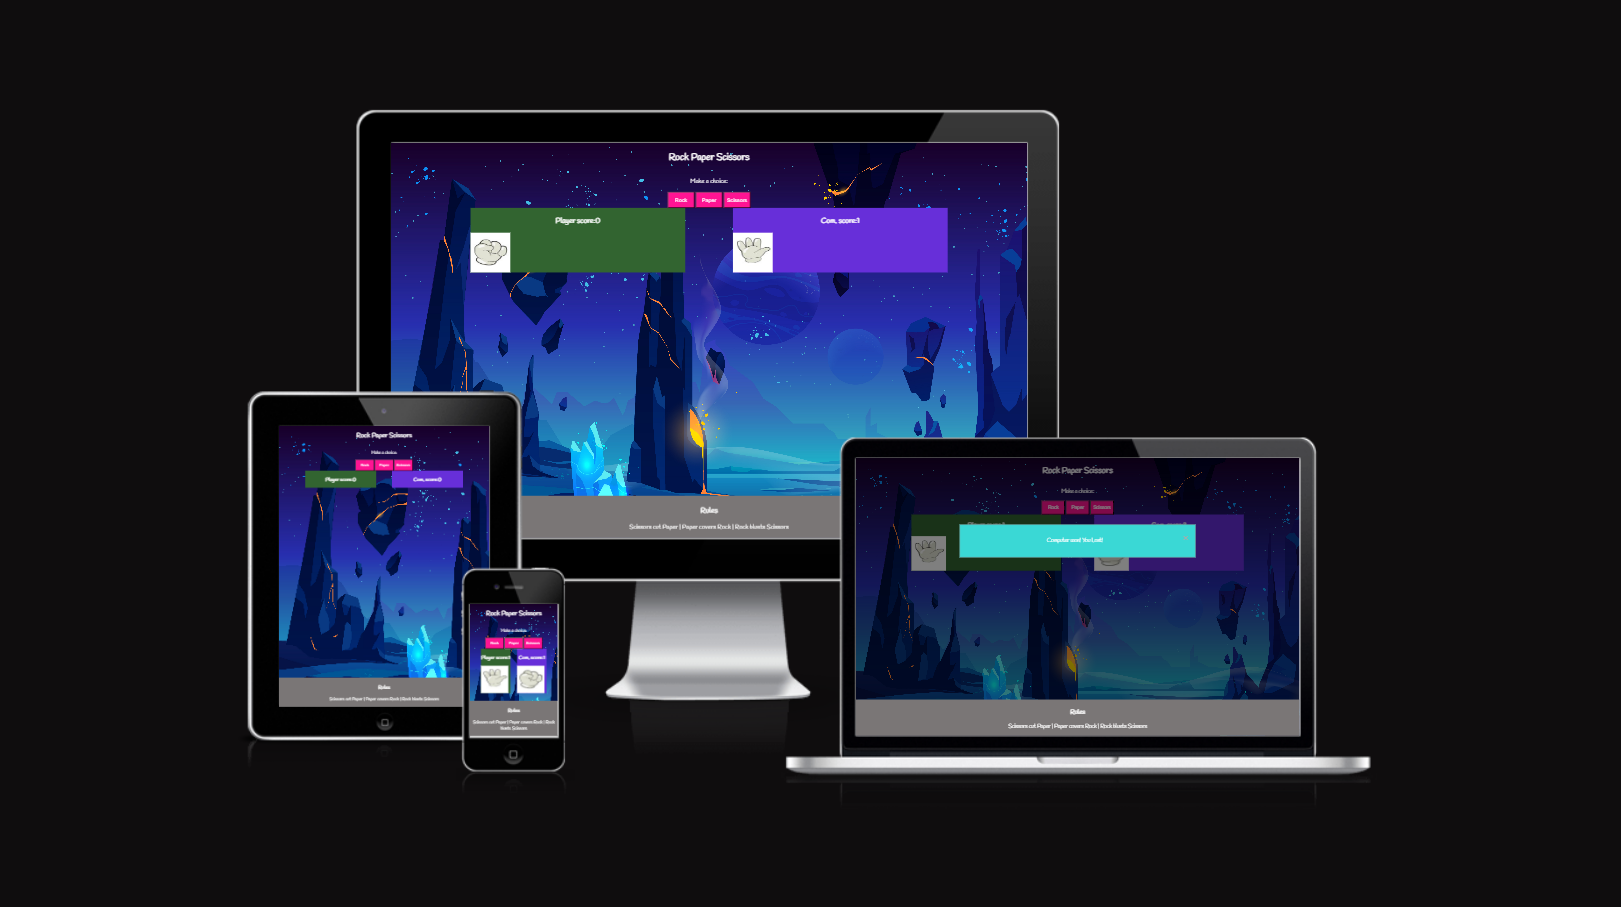 Rock Paper Scissors
Make a choice:
Rock Paper Scissors
Player score:0 Com. score:1
Rules
Scissors cut Paper | Paper covers Rock | Rock blunts Scissors
Rock Paper Scissors
Make a choice:
Rock Paper Scissors
Player score:0 Com. score:0
Rules
Scissors cut Paper | Paper covers Rock | Rock blunts Scissors
Rock Paper Scissors
Make a choice:
Rock Paper Scissors
Player score:1 Com. score:1
Rules
Scissors cut Paper | Paper covers Rock | Rock
blunts Scissors
Rock Paper Scissors
Make a choice:
Rock Paper Scissors
Computer won! You Lost!
Rules
Scissors cut Paper | Paper covers Rock | Rock blunts Scissors